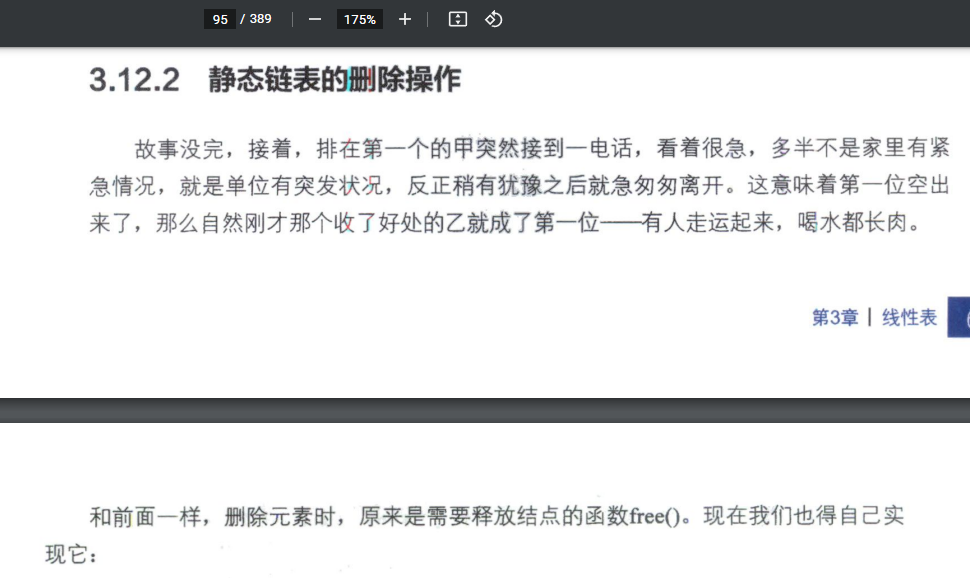 95 / 389 — 175% +
3.12.2 静态链表的删除操作
故事没完，接着，排在第一个的甲突然接到一电话，看着很急，多半不是家里有紧
急情况，就是单位有突发状况，反正稍有犹豫之后就急匆匆离开。这意味着第一位空出
来了，那么自然刚才那个收了好处的乙就成了第一位——有人走运起来，喝水都长肉。
第3章 | 线性表
和前面一样，删除元素时，原来是需要释放结点的函数free()。现在我们也得自己实
现它：